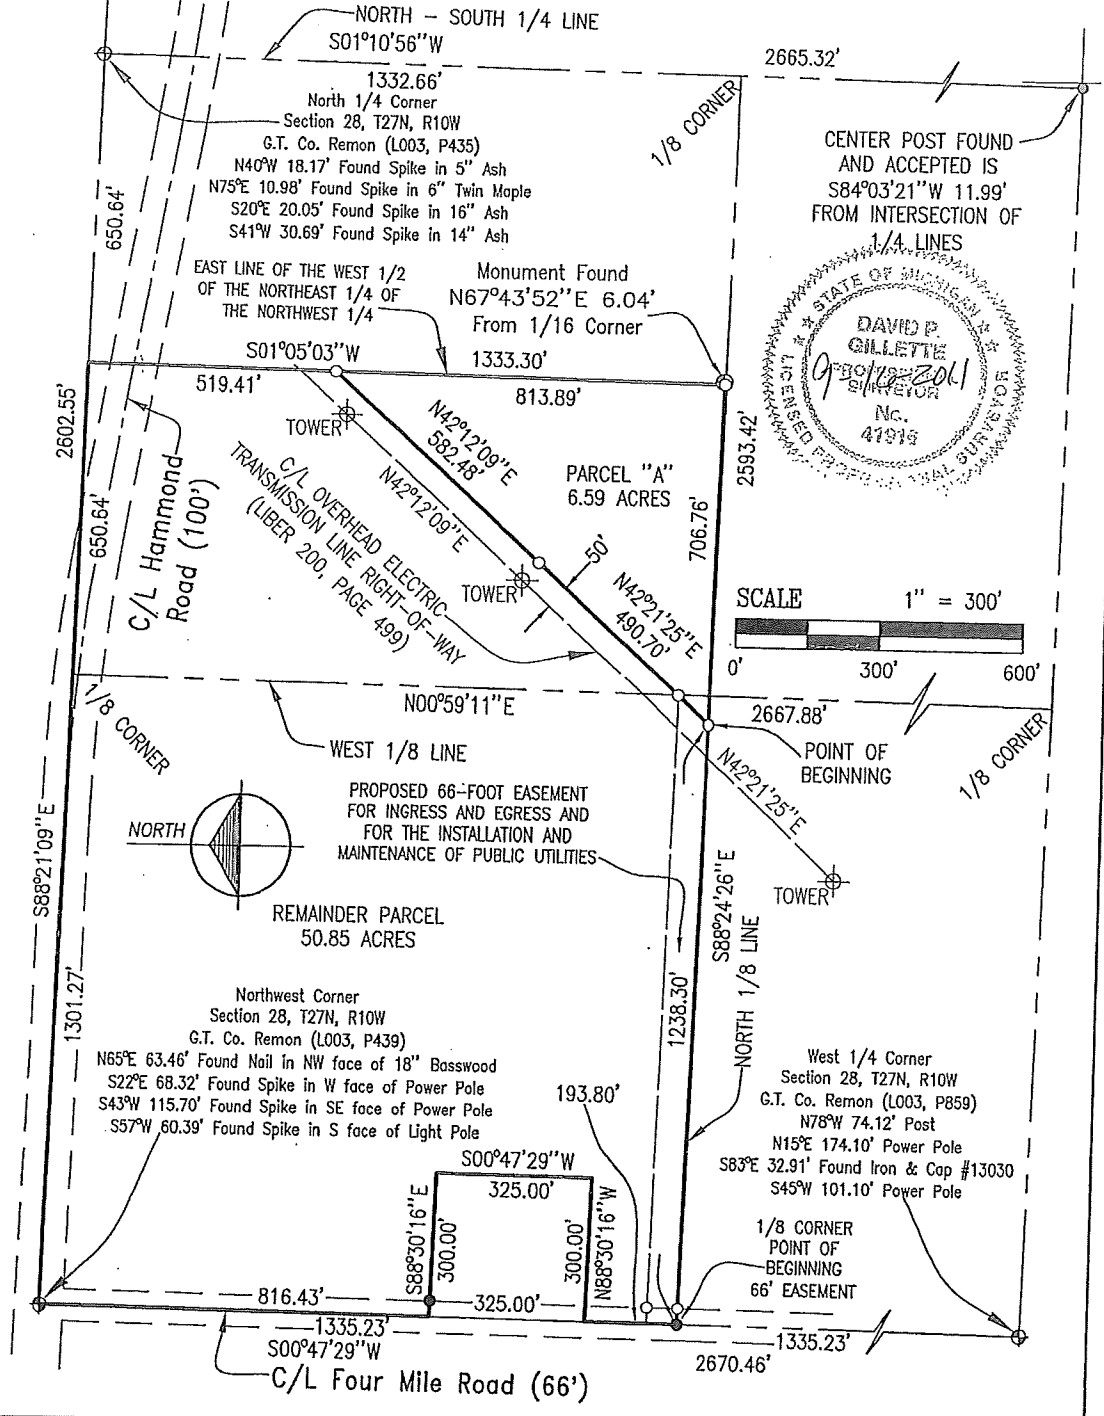 NORTH - SOUTH 1/4 LINE
S01°10'56"W
2665.32'
1332.66'
North 1/4 Corner
Section 28, T27N, R10W
G.T. Co. Remon (L003, P435)
N40°W 18.17' Found Spike in 5" Ash
N75°E 10.98' Found Spike in 6" Twin Maple
S20°E 20.05' Found Spike in 16" Ash
S41°W 30.69' Found Spike in 14" Ash
1/8 CORNER
CENTER POST FOUND
AND ACCEPTED IS
S84°03'21"W 11.99'
FROM INTERSECTION OF
1/4 LINES
650.64'
EAST LINE OF THE WEST 1/2
OF THE NORTHEAST 1/4 OF
THE NORTHWEST 1/4
Monument Found
N67°43'52"E 6.04'
From 1/16 Corner
STATE OF MICHIGAN
DAVID P.
GILLETTE
PROFESSIONAL
SURVEYOR
No.
LICENSED PROFESSIONAL SURVEYOR
9-16-2011
S01°05'03"W
1333.30'
519.41'
813.89'
2602.55'
650.64'
C/L Hammond
Road (100')
TOWER
N42°12'09"E
582.48'
N42°12'09"E
PARCEL "A"
6.59 ACRES
706.76'
2593.42'
C/L OVERHEAD ELECTRIC
TRANSMISSION LINE RIGHT-OF-WAY
(LIBER 200, PAGE 499)
TOWER
50'
N42°21'25"E
490.70'
SCALE 1" = 300'
0' 300' 600'
1/8 CORNER
N00°59'11"E
2667.88'
WEST 1/8 LINE
POINT OF
BEGINNING
1/8 CORNER
N42°21'25"E
TOWER
PROPOSED 66-FOOT EASEMENT
FOR INGRESS AND EGRESS AND
FOR THE INSTALLATION AND
MAINTENANCE OF PUBLIC UTILITIES
NORTH
REMAINDER PARCEL
50.85 ACRES
S88°21'09"E
1301.27'
S88°24'26"E
NORTH 1/8 LINE
1238.30'
Northwest Corner
Section 28, T27N, R10W
G.T. Co. Remon (L003, P439)
N65°E 63.46' Found Nail in NW face of 18" Basswood
S22°E 68.32' Found Spike in W face of Power Pole
S43°W 115.70' Found Spike in SE face of Power Pole
S57°W 60.39' Found Spike in S face of Light Pole
193.80'
West 1/4 Corner
Section 28, T27N, R10W
G.T. Co. Remon (L003, P859)
N78°W 74.12' Post
N15°E 174.10' Power Pole
S83°E 32.91' Found Iron & Cap #13030
S45°W 101.10' Power Pole
S00°47'29"W
325.00'
S88°30'16"E
300.00'
300.00'
N88°30'16"W
1/8 CORNER
POINT OF
BEGINNING
66' EASEMENT
816.43'
325.00'
1335.23'
1335.23'
S00°47'29"W
2670.46'
C/L Four Mile Road (66')